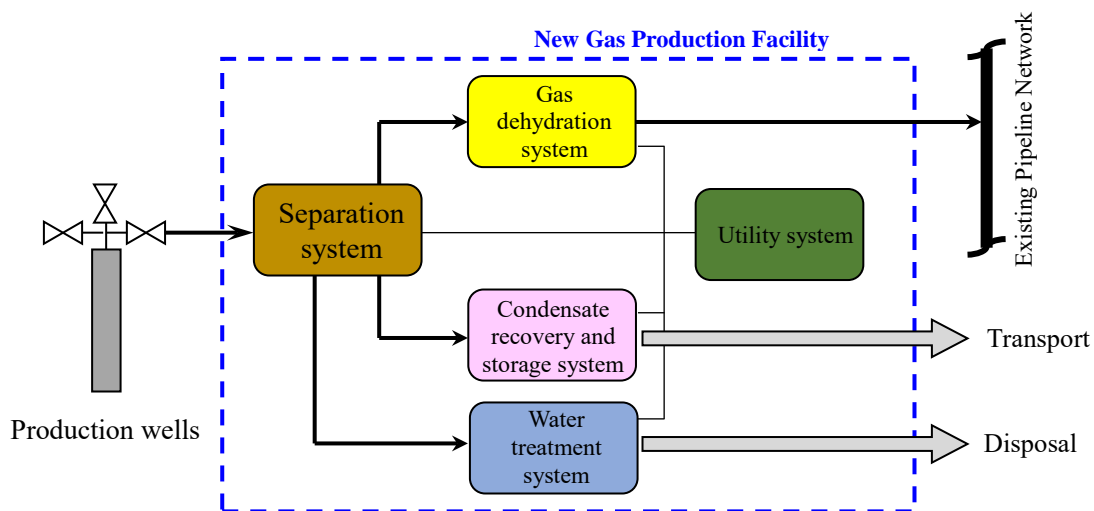 New Gas Production Facility
Gas
dehydration
system
Existing Pipeline Network
Separation
system
Utility system
Condensate
recovery and
storage system
Transport
Production wells
Water
treatment
system
Disposal